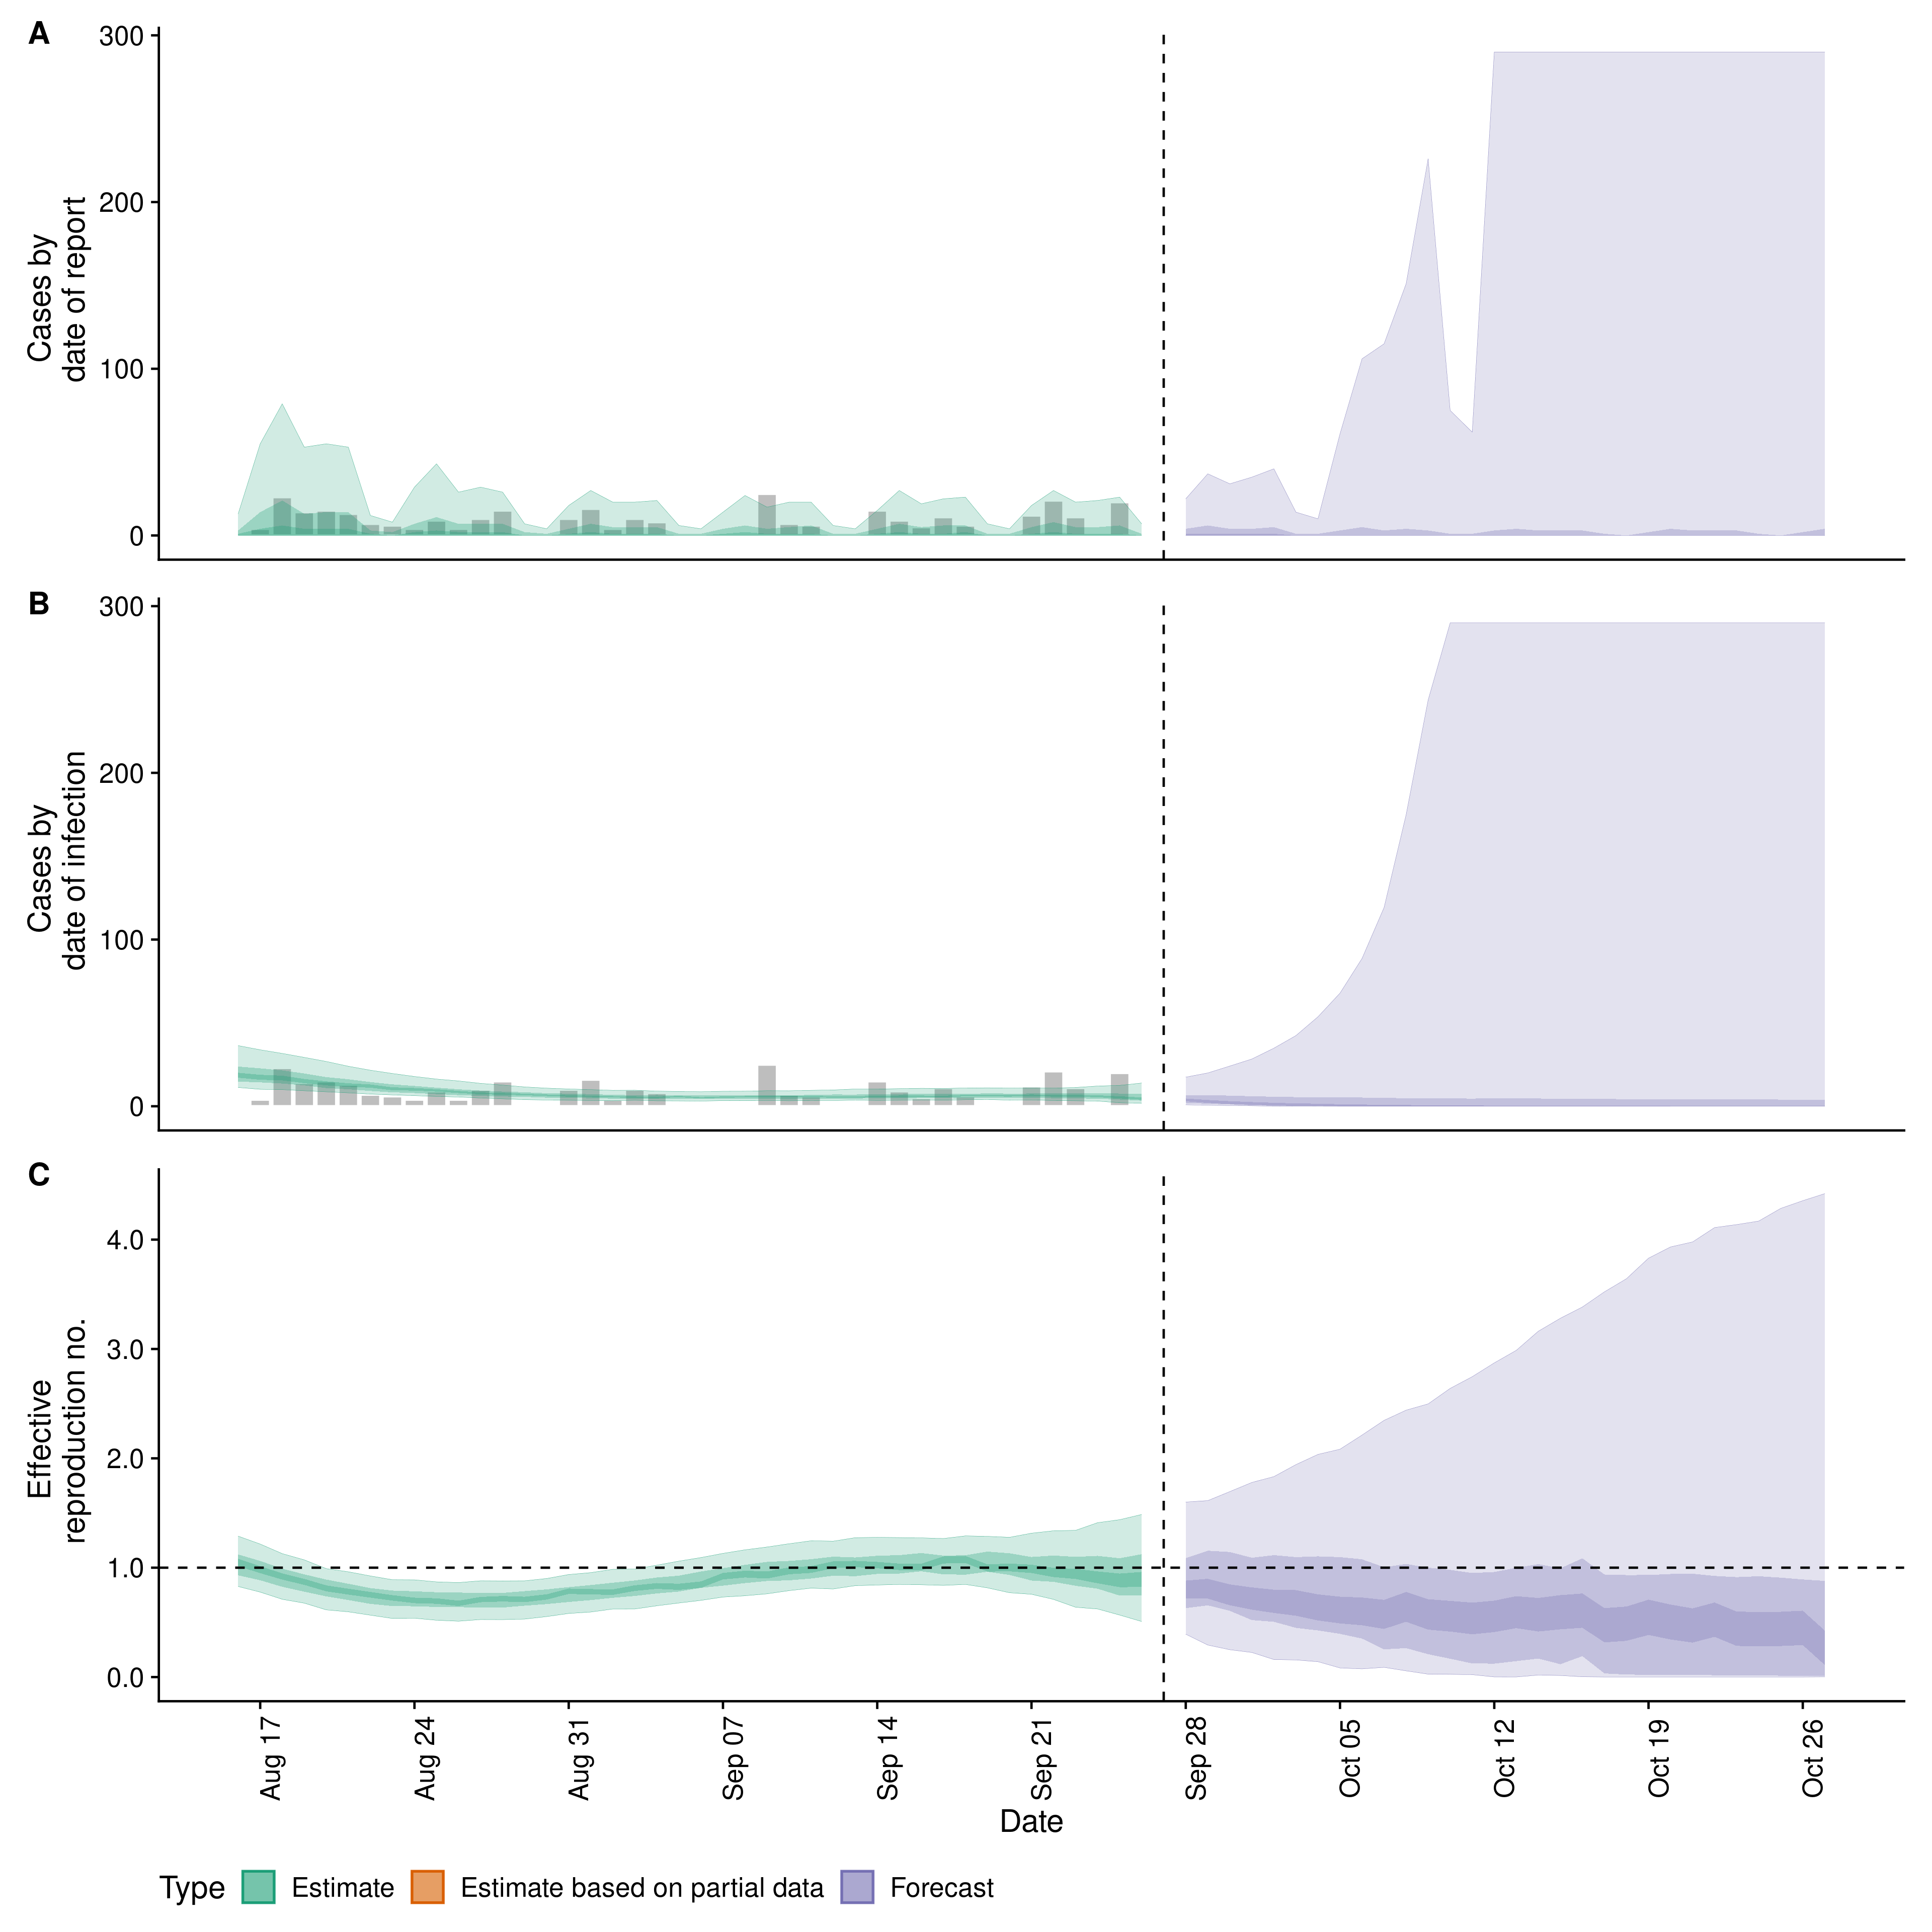 A
Cases by
date of report
300
200
100
0
B
Cases by
date of infection
300
200
100
0
C
Effective
reproduction no.
4.0
3.0
2.0
1.0
0.0
Aug 17
Aug 24
Aug 31
Sep 07
Sep 14
Sep 21
Sep 28
Oct 05
Oct 12
Oct 19
Oct 26
Date
Type Estimate Estimate based on partial data Forecast